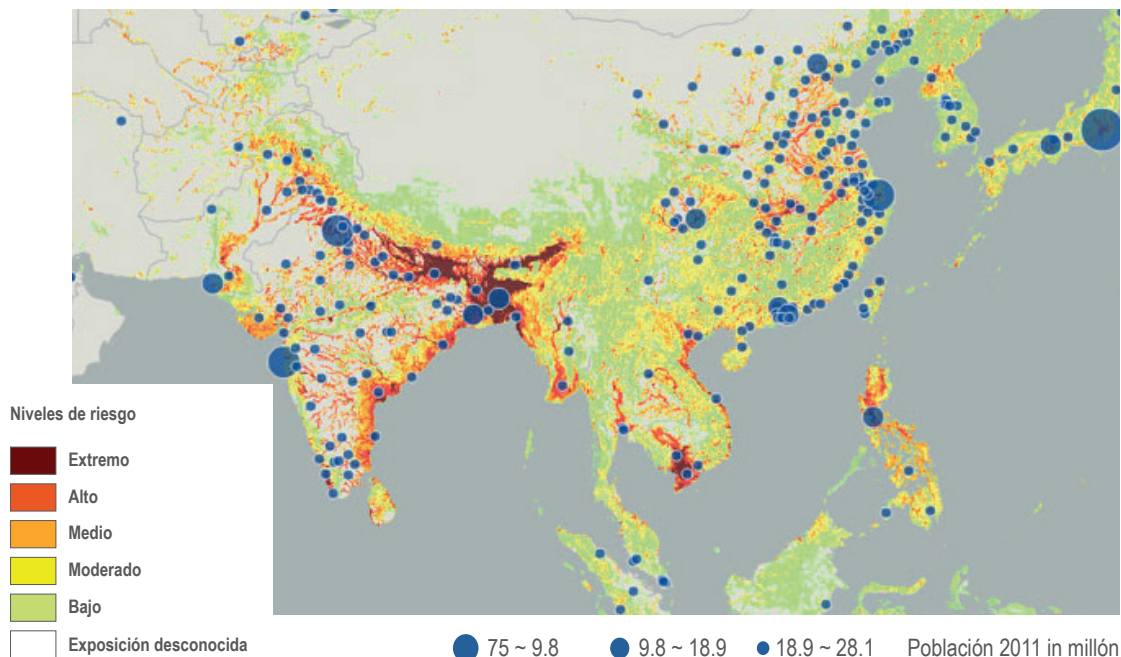 Niveles de riesgo
Extremo
Alto
Medio
Moderado
Bajo
Exposición desconocida
75 ~ 9.8
9.8 ~ 18.9
18.9 ~ 28.1
Población 2011 in millón